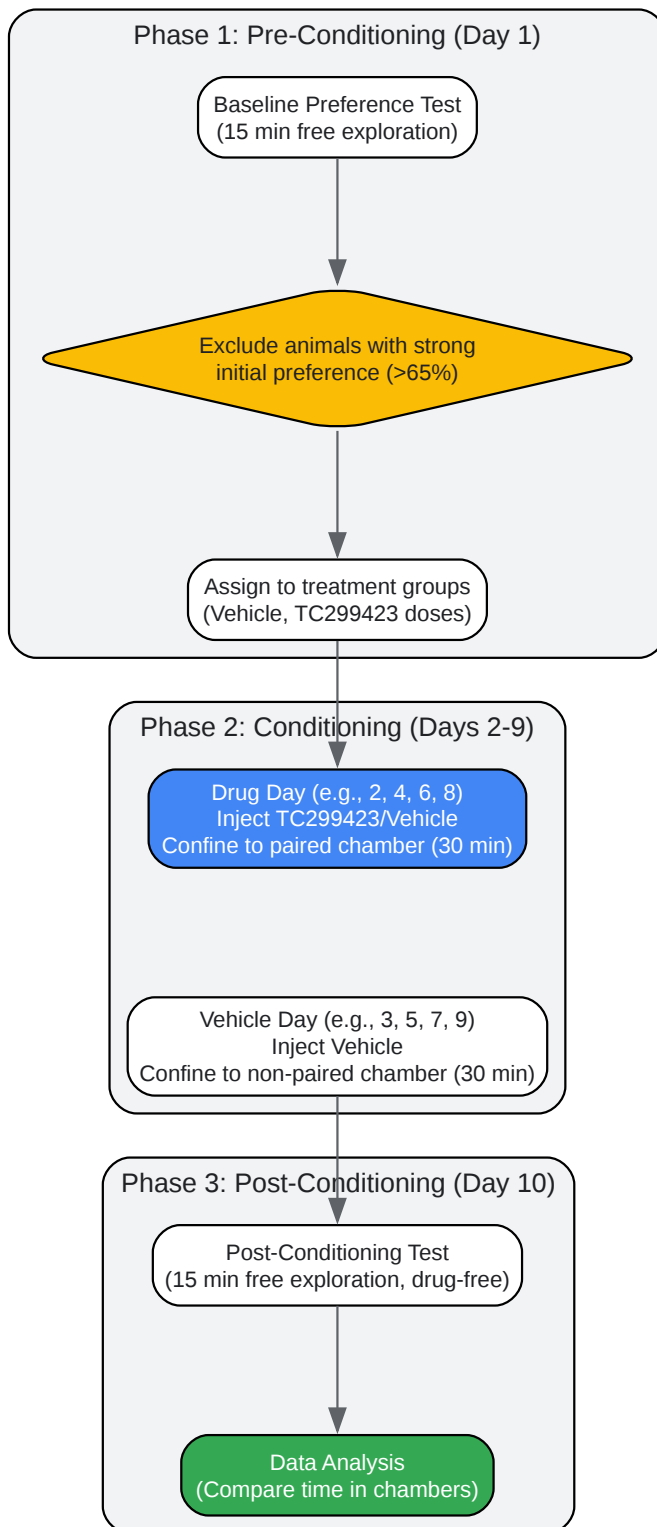 Phase 1: Pre-Conditioning (Day 1)
Baseline Preference Test
(15 min free exploration)
Exclude animals with strong
initial preference (>65%)
Assign to treatment groups
(Vehicle, TC299423 doses)
Phase 2: Conditioning (Days 2-9)
Drug Day (e.g., 2, 4, 6, 8)
Inject TC299423/Vehicle
Confine to paired chamber (30 min)
Vehicle Day (e.g., 3, 5, 7, 9)
Inject Vehicle
Confine to non-paired chamber (30 min)
Phase 3: Post-Conditioning (Day 10)
Post-Conditioning Test
(15 min free exploration, drug-free)
Data Analysis
(Compare time in chambers)